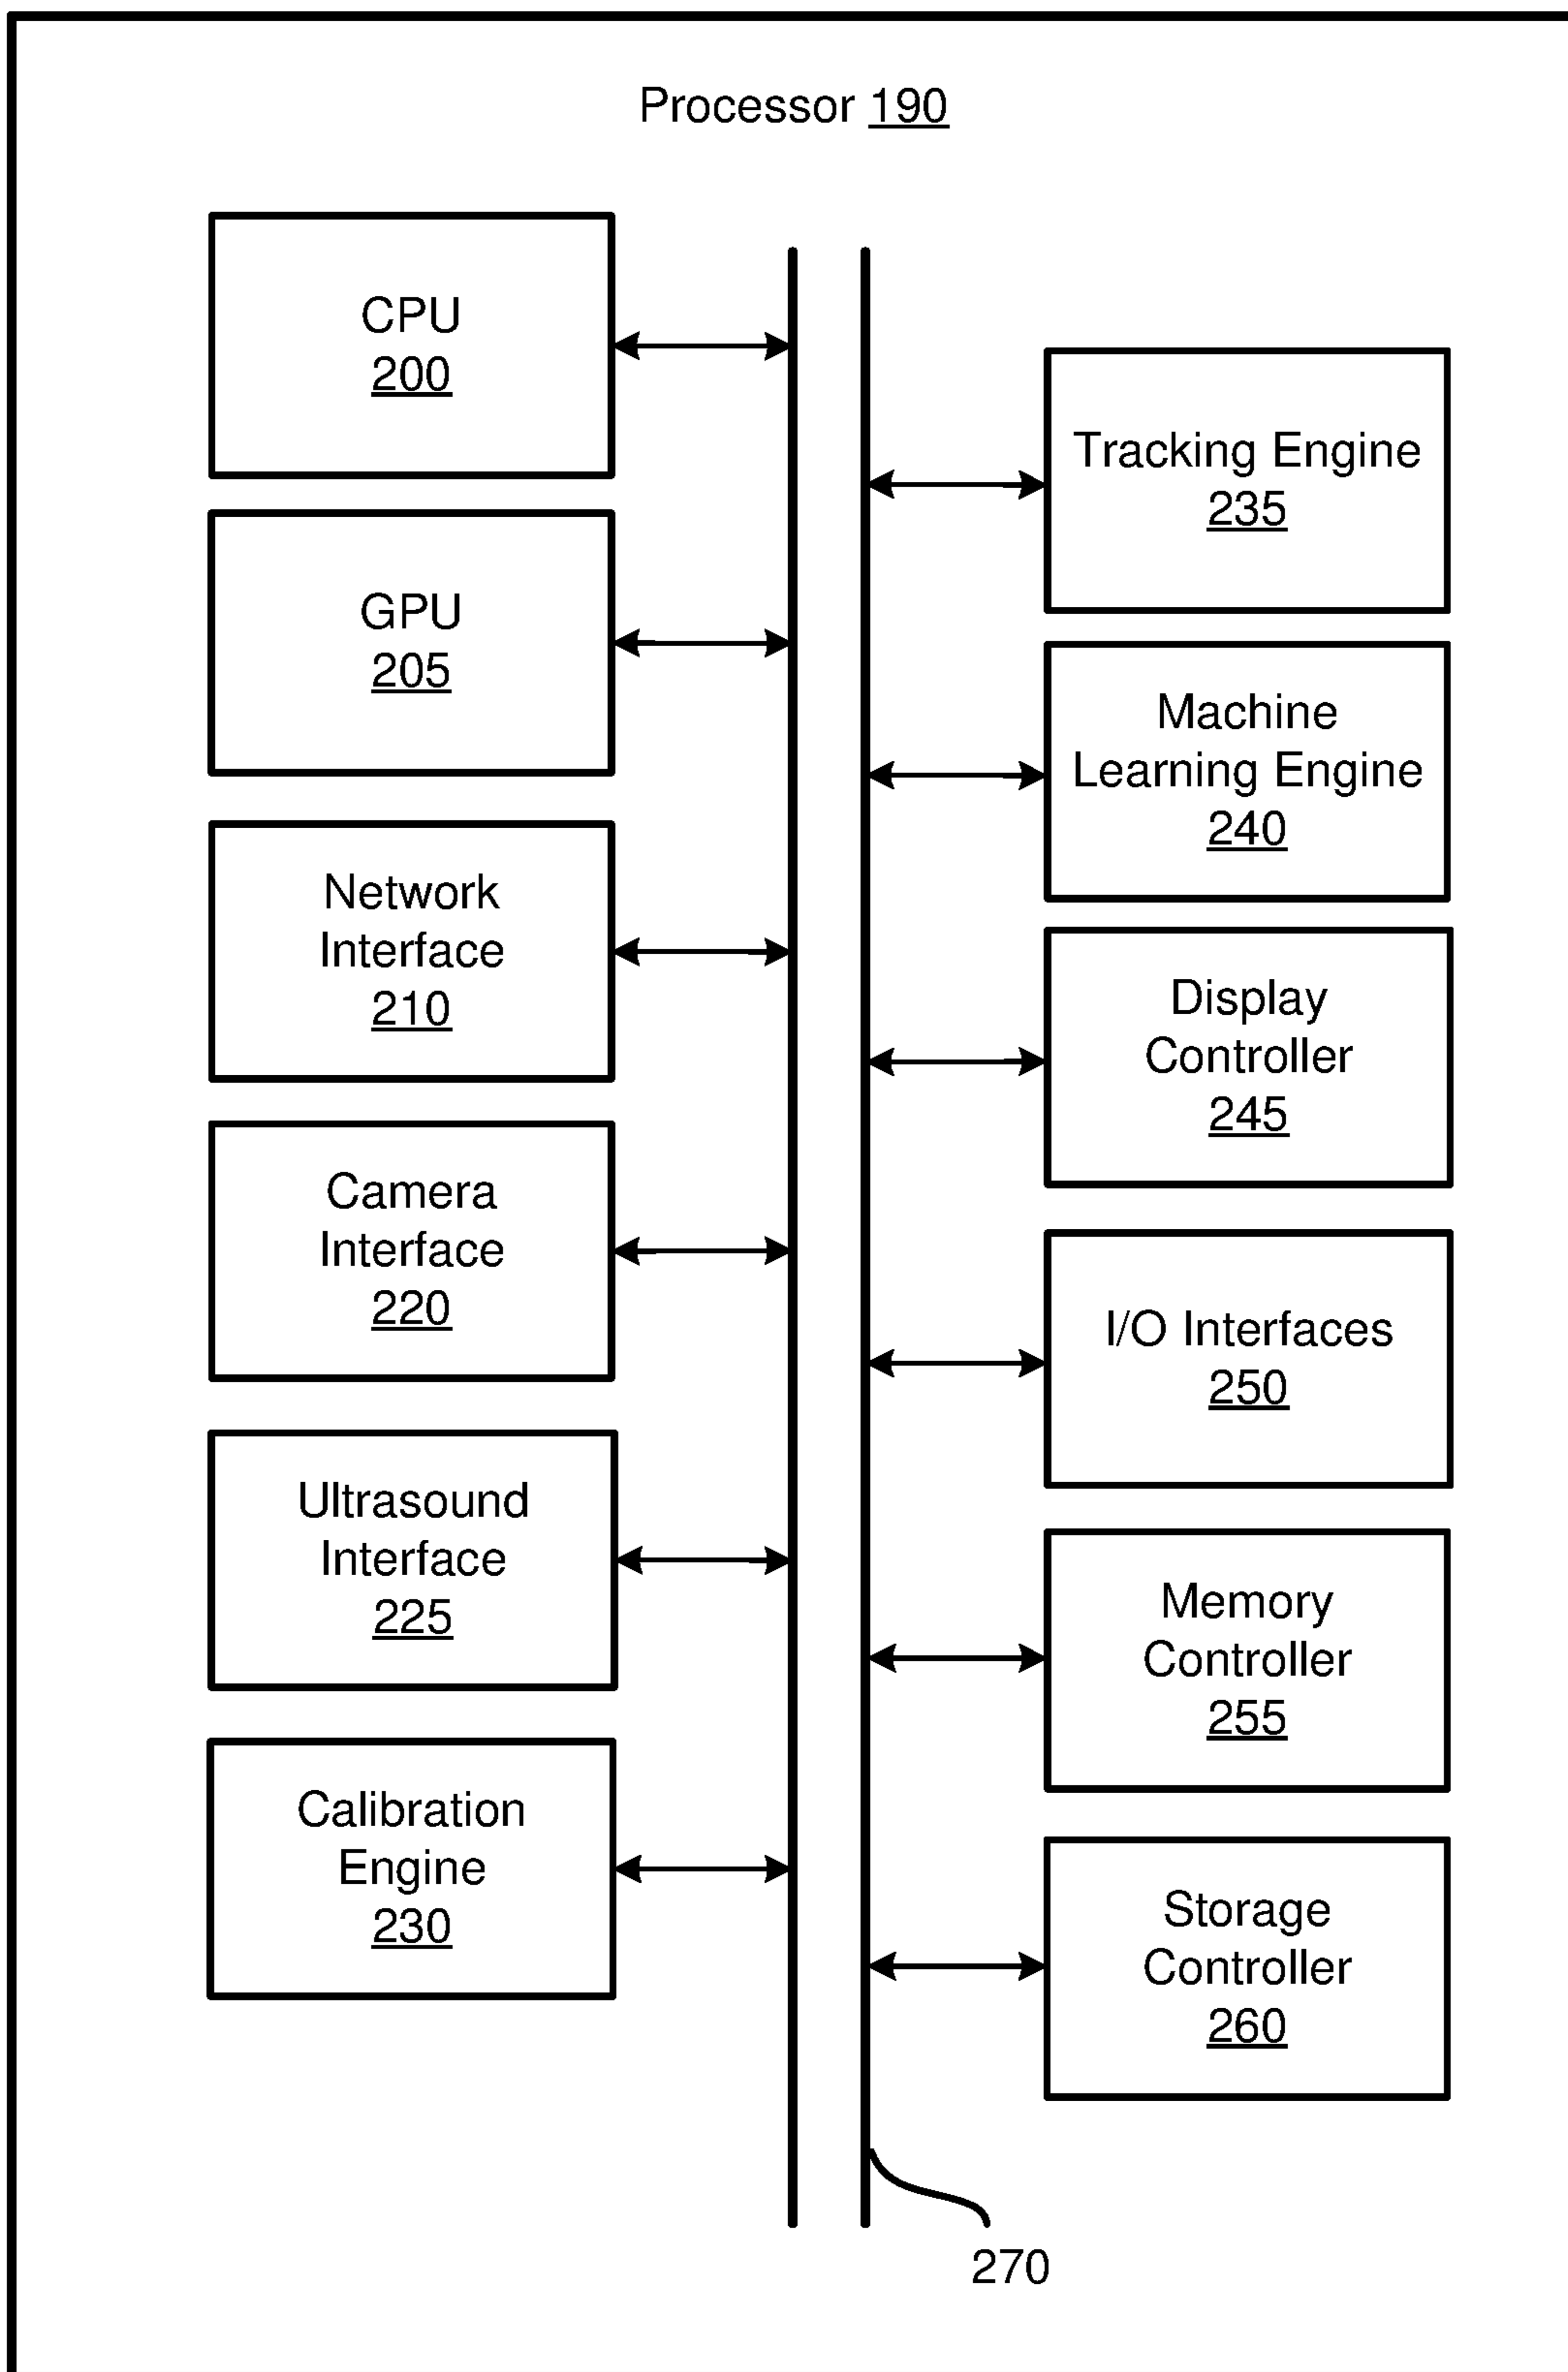 Processor 190
CPU
200
GPU
205
Network
Interface
210
Camera
Interface
220
Ultrasound
Interface
225
Calibration
Engine
230
Tracking Engine
235
Machine
Learning Engine
240
Display
Controller
245
I/O Interfaces
250
Memory
Controller
255
Storage
Controller
260
270